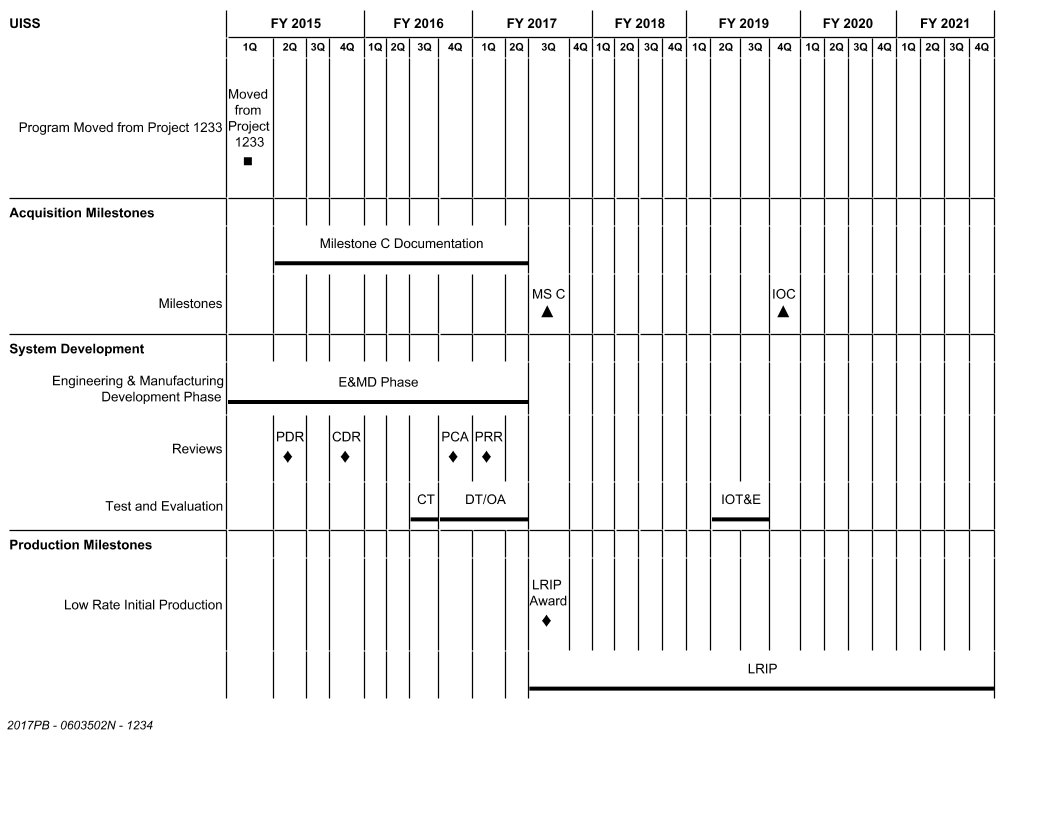 UISS FY 2015 FY 2016 FY 2017 FY 2018 FY 2019 FY 2020 FY 2021
1Q 2Q 3Q 4Q 1Q 2Q 3Q 4Q 1Q 2Q 3Q 4Q 1Q 2Q 3Q 4Q 1Q 2Q 3Q 4Q 1Q 2Q 3Q 4Q 1Q 2Q 3Q 4Q
Program Moved from Project 1233
Moved
from
Project
1233
Acquisition Milestones
Milestone C Documentation
Milestones
MS C IOC
System Development
Engineering & Manufacturing
Development Phase
E&MD Phase
Reviews
PDR CDR PCA PRR
Test and Evaluation
CT DT/OA IOT&E
Production Milestones
Low Rate Initial Production
LRIP
Award
LRIP
2017PB - 0603502N - 1234